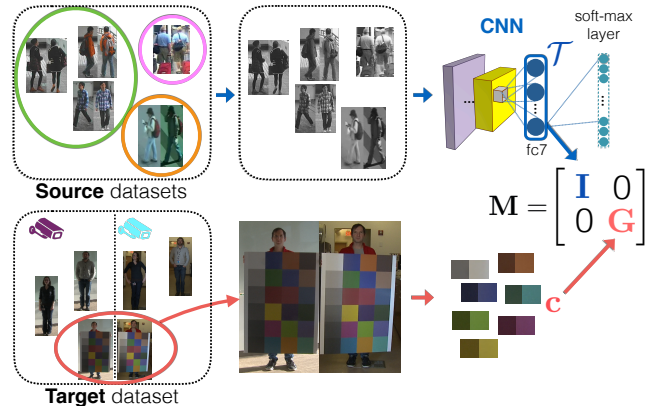 CNN
soft-max
layer
𝒯
...
fc7
Source datasets
M = [ I 0
0 G ]
c
Target dataset